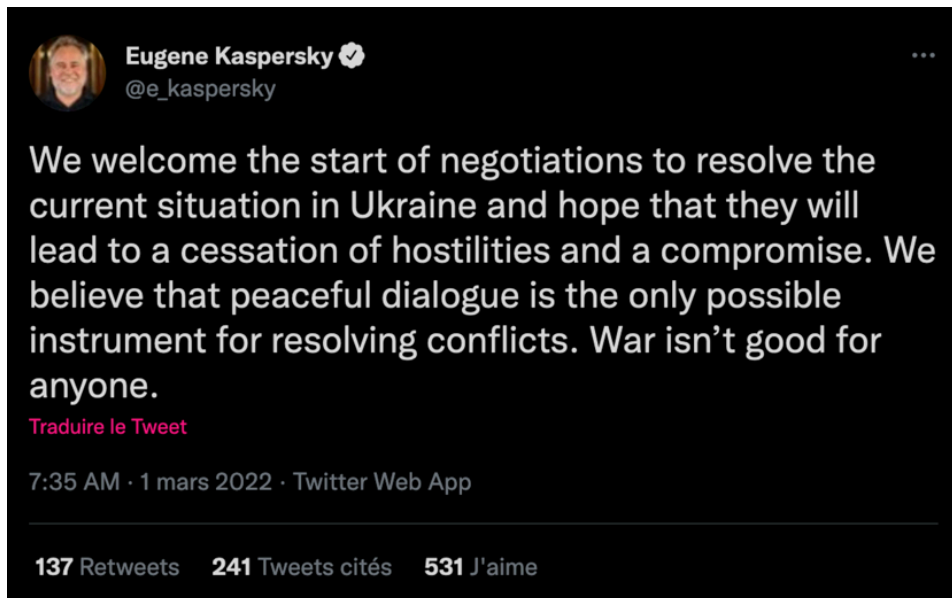 Eugene Kaspersky
@e_kaspersky
We welcome the start of negotiations to resolve the
current situation in Ukraine and hope that they will
lead to a cessation of hostilities and a compromise. We
believe that peaceful dialogue is the only possible
instrument for resolving conflicts. War isn’t good for
anyone.
Traduire le Tweet
7:35 AM · 1 mars 2022 · Twitter Web App
137 Retweets 241 Tweets cités 531 J'aime